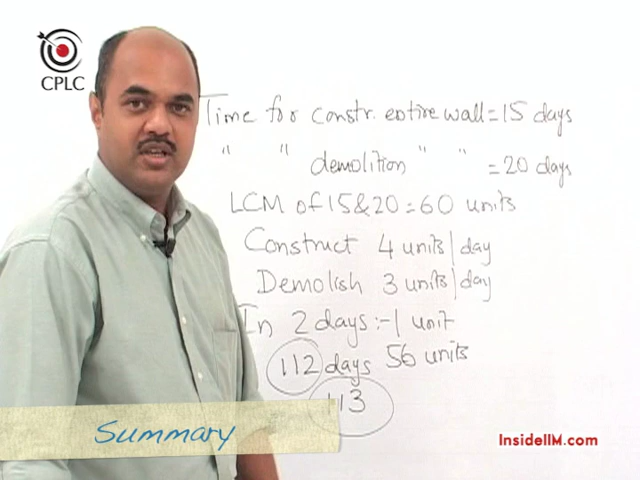 CPLC
Time for constr. entire wall = 15 days
" " demolition " " = 20 days
LCM of 15 & 20 = 60 units
Construct 4 units / day
Demolish 3 units / day
In 2 days :- 1 unit
112 days 56 units
113
Summary
InsideIIM.com